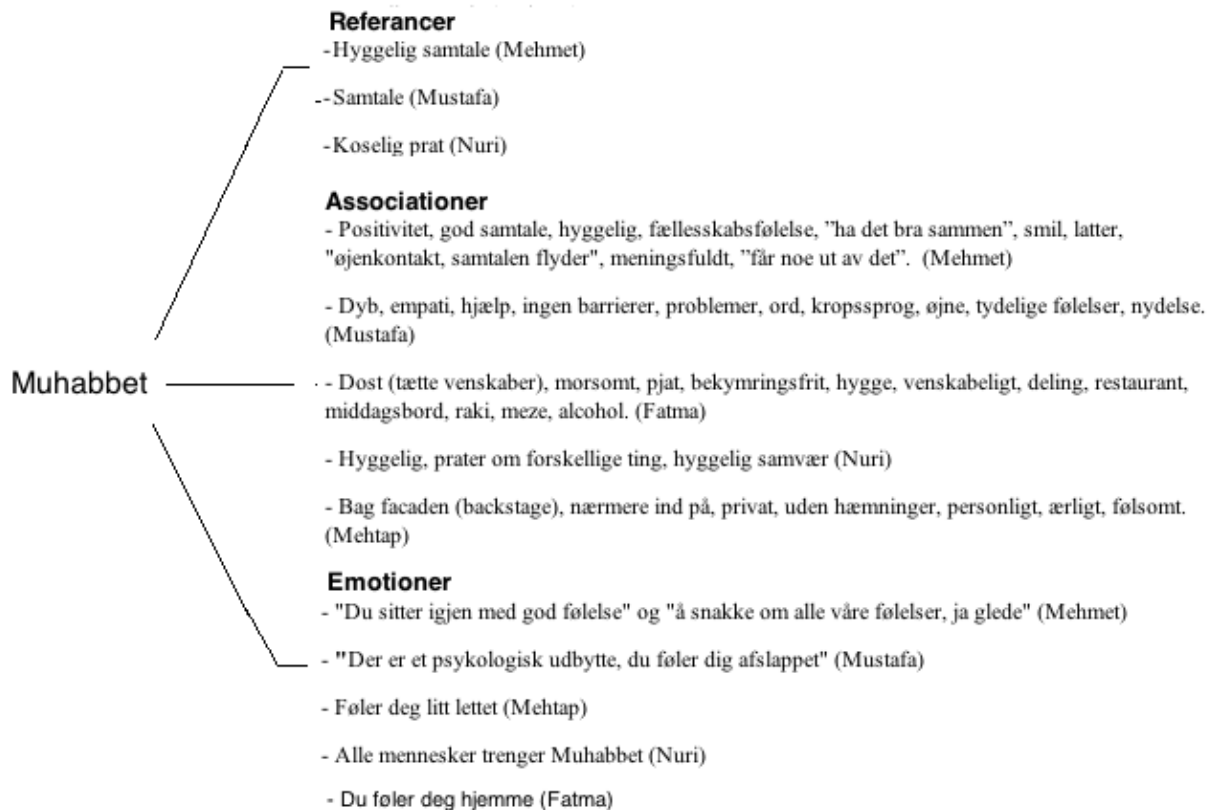 Referancer
-Hyggelig samtale (Mehmet)
-Samtale (Mustafa)
-Koselig prat (Nuri)
Associationer
- Positivitet, god samtale, hyggelig, fællesskabsfølelse, ”ha det bra sammen”, smil, latter,
"øjenkontakt, samtalen flyder", meningsfuldt, ”får noe ut av det”. (Mehmet)
- Dyb, empati, hjælp, ingen barrierer, problemer, ord, kropssprog, øjne, tydelige følelser, nydelse.
(Mustafa)
Muhabbet
- Dost (tætte venskaber), morsomt, pjat, bekymringsfrit, hygge, venskabeligt, deling, restaurant,
middagsbord, raki, meze, alcohol. (Fatma)
- Hyggelig, prater om forskellige ting, hyggelig samvær (Nuri)
- Bag facaden (backstage), nærmere ind på, privat, uden hæmninger, personligt, ærligt, følsomt.
(Mehtap)
Emotioner
- "Du sitter igjen med god følelse" og "å snakke om alle våre følelser, ja glede" (Mehmet)
- "Der er et psykologisk udbytte, du føler dig afslappet" (Mustafa)
- Føler deg litt lettet (Mehtap)
- Alle mennesker trenger Muhabbet (Nuri)
- Du føler deg hjemme (Fatma)